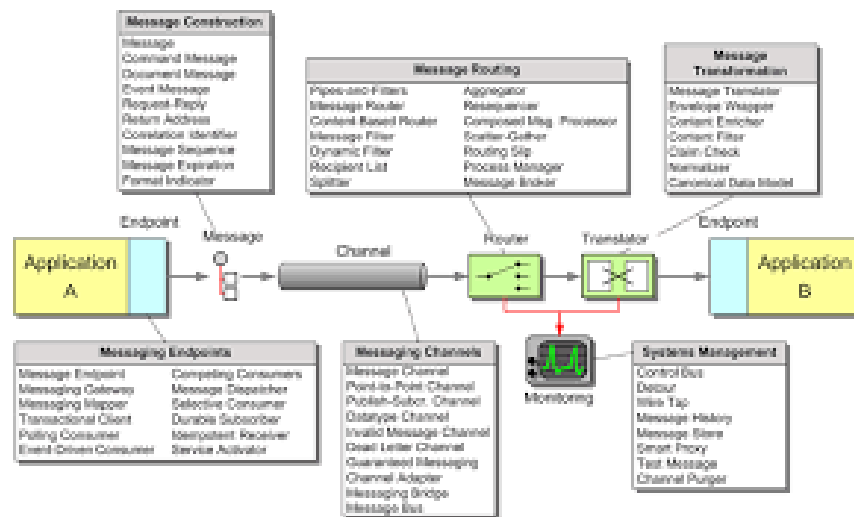 Message Construction
Message
Command Message
Document Message
Event Message
Request-Reply
Return Address
Correlation Identifier
Message Sequence
Message Expiration
Format Indicator
Message Routing
Pipes-and-Filters
Message Router
Content Based Router
Message Filter
Dynamic Filter
Recipient List
Splitter
Aggregator
Resequencer
Composed Msg. Processor
Scatter-Gather
Routing Slip
Process Manager
Message Broker
Message
Transformation
Message Translator
Envelope Wrapper
Content Enricher
Content Filter
Claim Check
Normalizer
Canonical Data Model
Endpoint
Message
Channel
Router
Translator
Endpoint
Application
A
Application
B
Messaging Endpoints
Message Endpoint
Messaging Gateway
Messaging Mapper
Transactional Client
Polling Consumer
Event-Driven Consumer
Competing Consumers
Message Dispatcher
Selective Consumer
Durable Subscriber
Idempotent Receiver
Service Activator
Messaging Channels
Message Channel
Point-to-Point Channel
Publish-Subscr. Channel
Datatype Channel
Invalid Message Channel
Dead Letter Channel
Guaranteed Messaging
Channel Adapter
Messaging Bridge
Message Bus
Monitoring
Systems Management
Control Bus
Detour
Wire Tap
Message History
Message Store
Smart Proxy
Test Message
Channel Purger